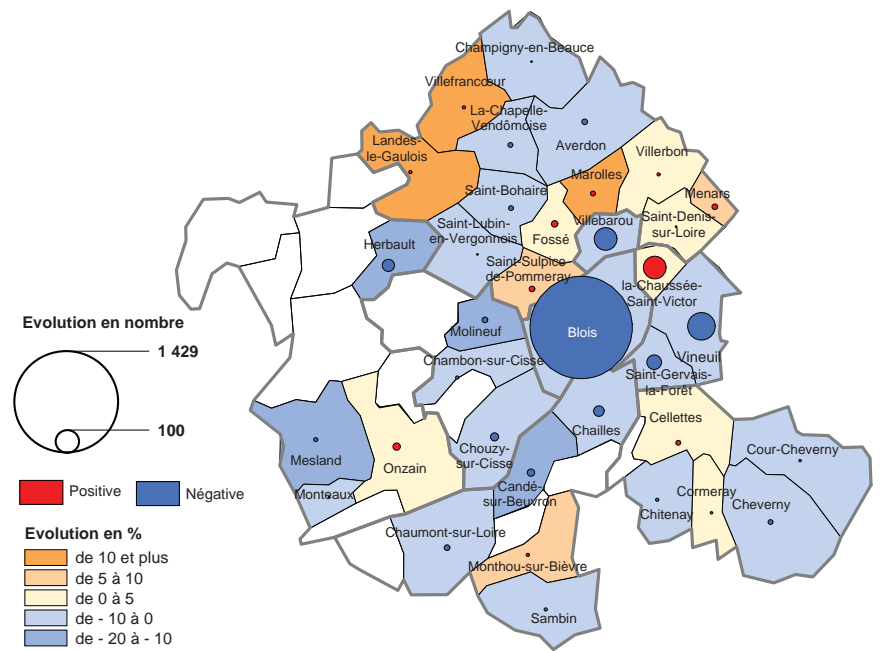 Champigny-en-Beauce
Villefrancœur
La-Chapelle-
Vendômoise
Averdon
Landes-
le-Gaulois
Villerbon
Marolles
Menars
Saint-Bohaire
Villebarou
Saint-Denis-
sur-Loire
Saint-Lubin-
en-Vergonnois
Fossé
Herbault
Saint-Sulpice
de-Pommeray
la-Chaussée-
Saint-Victor
Evolution en nombre
1 429
100
Molineuf
Blois
Vineuil
Chambon-sur-Cisse
Saint-Gervais-
la-Forêt
Cellettes
Chailles
Mesland
Onzain
Chouzy-
sur-Cisse
Cour-Cheverny
Candé-
sur-Beuvron
Monteaux
Cormeray
Chitenay
Cheverny
Positive
Négative
Chaumont-sur-Loire
Monthou-sur-Bièvre
Sambin
Evolution en %
de 10 et plus
de 5 à 10
de 0 à 5
de - 10 à 0
de - 20 à - 10